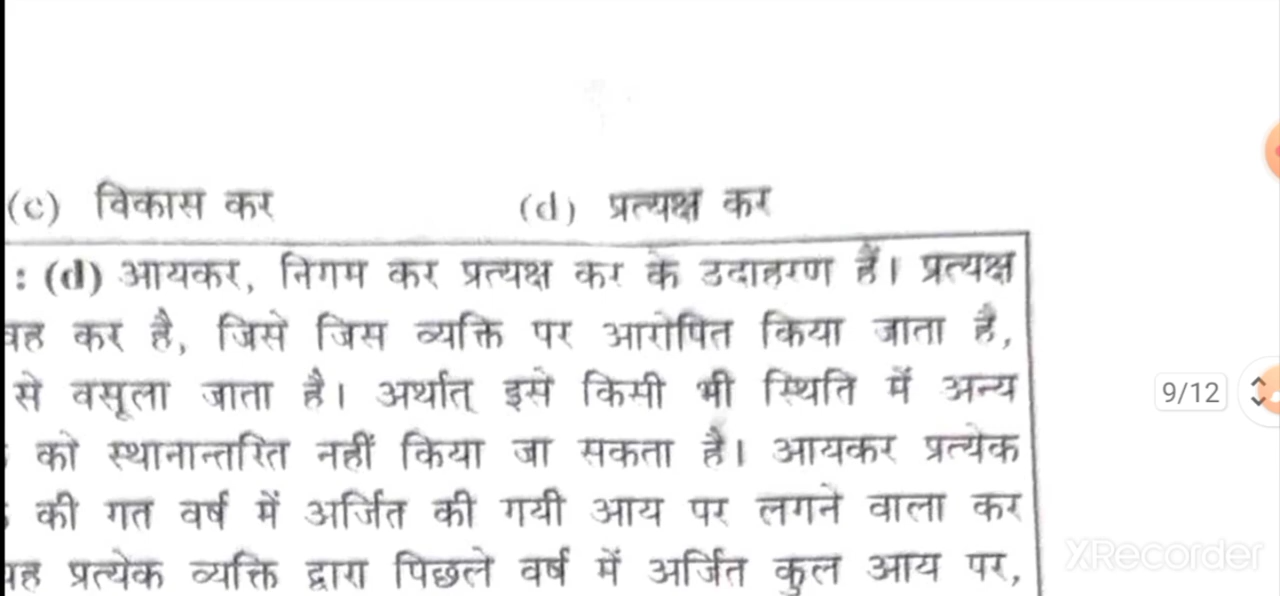 (c) विकास कर (d) प्रत्यक्ष कर
: (d) आयकर, निगम कर प्रत्यक्ष कर के उदाहरण हैं। प्रत्यक्ष
वह कर है, जिसे जिस व्यक्ति पर आरोपित किया जाता है,
से वसूला जाता है। अर्थात् इसे किसी भी स्थिति में अन्य
को स्थानान्तरित नहीं किया जा सकता है। आयकर प्रत्येक
की गत वर्ष में अर्जित की गयी आय पर लगने वाला कर
यह प्रत्येक व्यक्ति द्वारा पिछले वर्ष में अर्जित कुल आय पर,
9/12
XRecorder